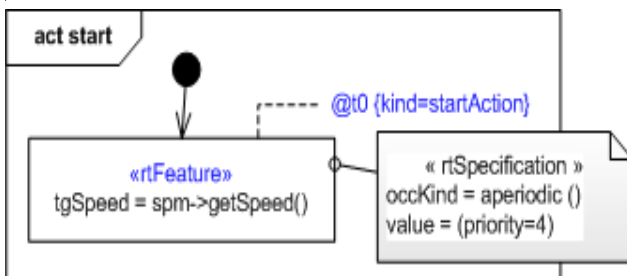 act start
@t0 {kind=startAction}
«rtFeature»
tgSpeed = spm->getSpeed()
« rtSpecification »
occKind = aperiodic ()
value = (priority=4)